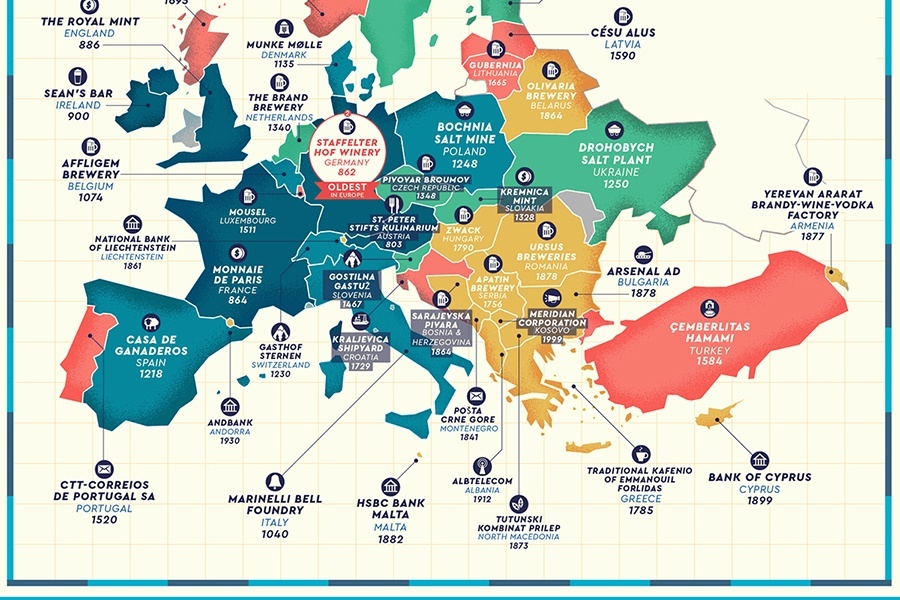 1695
THE ROYAL MINT
ENGLAND
886
MUNKE MØLLE
DENMARK
1135
CĒSU ALUS
LATVIA
1590
GUBERNIJA
LITHUANIA
1665
OLIVARIA
BREWERY
BELARUS
1864
SEAN'S BAR
IRELAND
900
THE BRAND
BREWERY
NETHERLANDS
1340
STAFFELTER
HOF WINERY
GERMANY
862
OLDEST
IN EUROPE
BOCHNIA
SALT MINE
POLAND
1248
DROHOBYCH
SALT PLANT
UKRAINE
1250
AFFLIGEM
BREWERY
BELGIUM
1074
PIVOVAR BROUMOV
CZECH REPUBLIC
1348
KREMNICA
MINT
SLOVAKIA
1328
YEREVAN ARARAT
BRANDY-WINE-VODKA
FACTORY
ARMENIA
1877
MOUSEL
LUXEMBOURG
1511
ST. PETER
STIFTS KULINARIUM
AUSTRIA
803
ZWACK
HUNGARY
1790
URSUS
BREWERIES
ROMANIA
1878
NATIONAL BANK
OF LIECHTENSTEIN
LIECHTENSTEIN
1861
MONNAIE
DE PARIS
FRANCE
864
GOSTILNA
GASTUŽ
SLOVENIA
1467
APATIN
BREWERY
SERBIA
1756
ARSENAL AD
BULGARIA
1878
CASA DE
GANADEROS
SPAIN
1218
GASTHOF
STERNEN
SWITZERLAND
1230
KRALJEVICA
SHIPYARD
CROATIA
1729
SARAJEVSKA
PIVARA
BOSNIA &
HERZEGOVINA
1864
MERIDIAN
CORPORATION
KOSOVO
1999
ÇEMBERLITAS
HAMAMI
TURKEY
1584
ANDBANK
ANDORRA
1930
POŠTA
CRNE GORE
MONTENEGRO
1841
CTT-CORREIOS
DE PORTUGAL SA
PORTUGAL
1520
MARINELLI BELL
FOUNDRY
ITALY
1040
HSBC BANK
MALTA
MALTA
1882
ALBTELECOM
ALBANIA
1912
TUTUNSKI
KOMBINAT PRILEP
NORTH MACEDONIA
1873
TRADITIONAL KAFENIO
OF EMMANOUIL
FORLIDAS
GREECE
1785
BANK OF CYPRUS
CYPRUS
1899